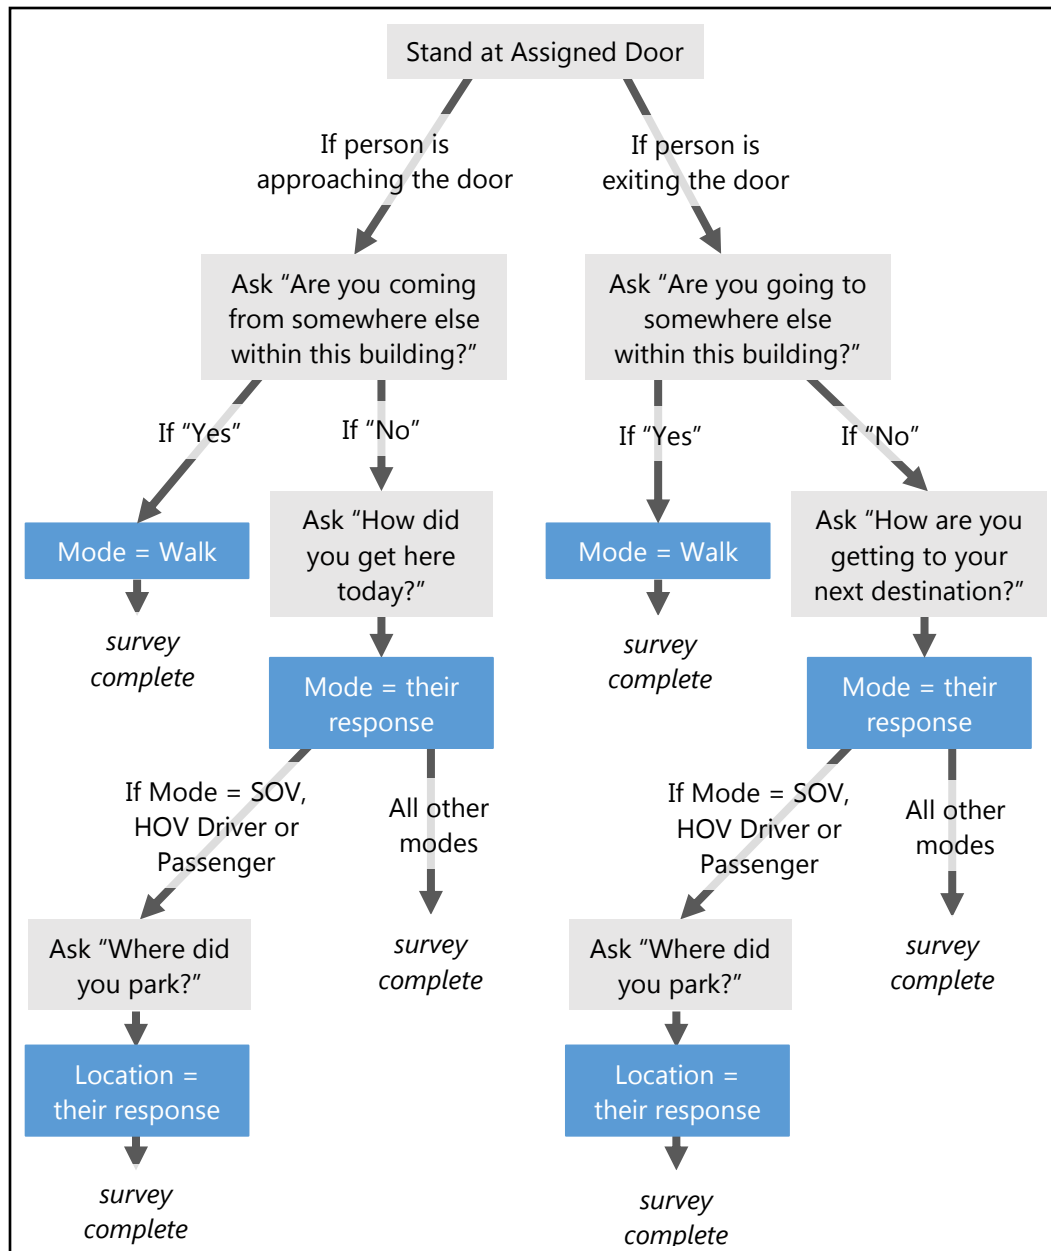 Stand at Assigned Door
If person is
approaching the door
If person is
exiting the door
Ask “Are you coming
from somewhere else
within this building?”
Ask “Are you going to
somewhere else
within this building?”
If “Yes”
If “No”
If “Yes”
If “No”
Mode = Walk
Ask “How did
you get here
today?”
Mode = Walk
Ask “How are you
getting to your
next destination?”
survey
complete
survey
complete
Mode = their
response
Mode = their
response
If Mode = SOV,
HOV Driver or
Passenger
All other
modes
If Mode = SOV,
HOV Driver or
Passenger
All other
modes
Ask “Where did
you park?”
survey
complete
Ask “Where did
you park?”
survey
complete
Location =
their response
Location =
their response
survey
complete
survey
complete